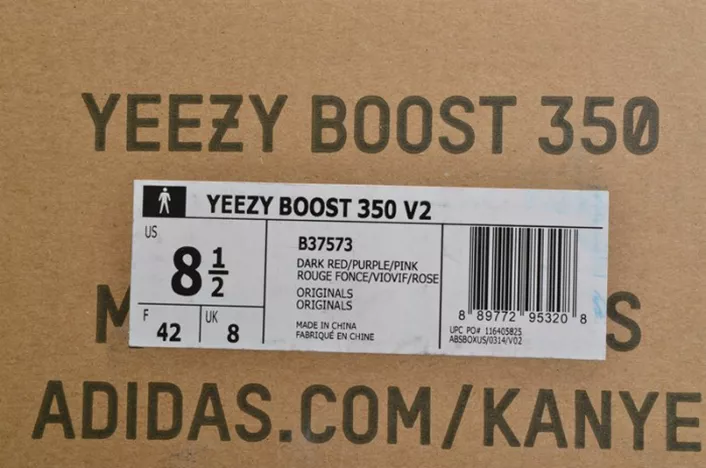 YEEZY BOOST 350
YEEZY BOOST 350 V2
US
8 1/2
F
42
UK
8
B37573
DARK RED/PURPLE/PINK
ROUGE FONCE/VIOVIF/ROSE
ORIGINALS
ORIGINALS
MADE IN CHINA
FABRIQUÉ EN CHINE
8 89772 95320 8
UPC PO# 116405825
ABSBOXUS/0314/V02
M S
ADIDAS.COM/KANYE